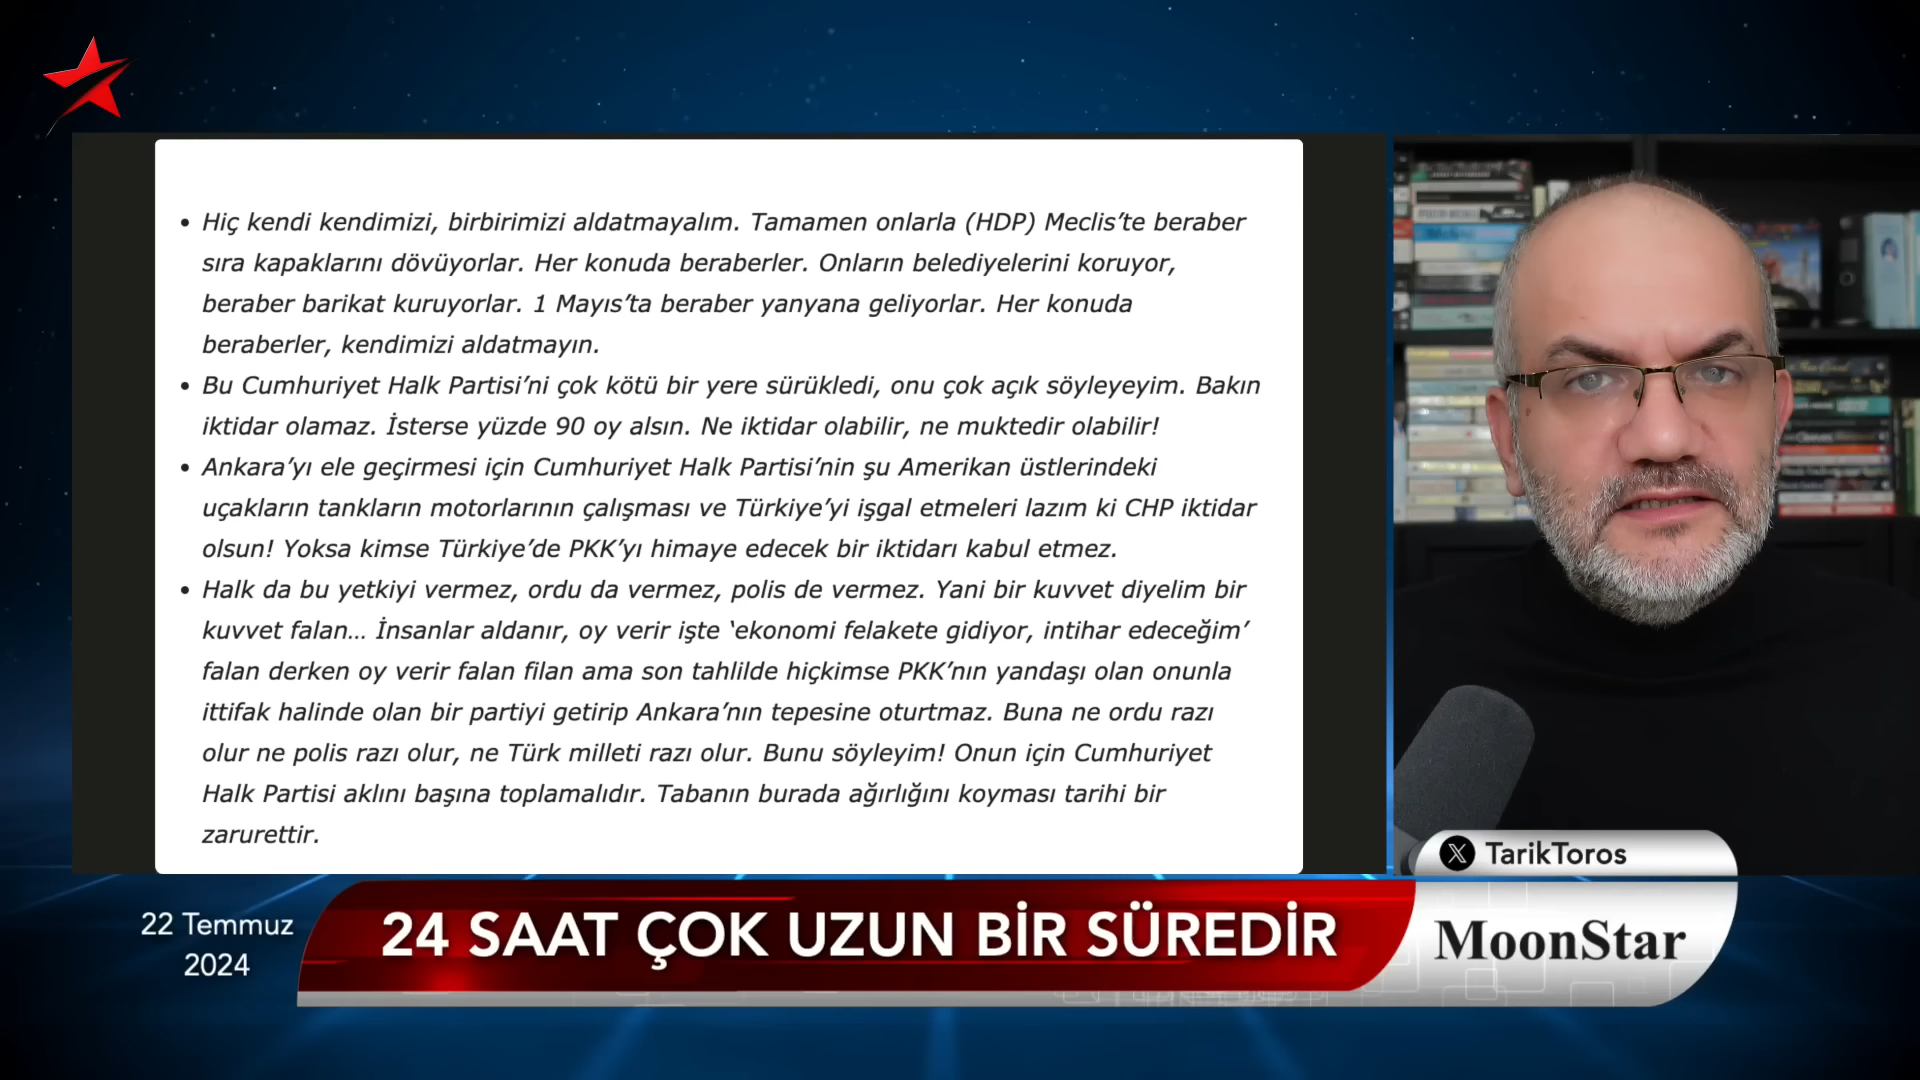 • Hiç kendi kendimizi, birbirimizi aldatmayalım. Tamamen onlarla (HDP) Meclis’te beraber
sıra kapaklarını dövüyorlar. Her konuda beraberler. Onların belediyelerini koruyor,
beraber barikat kuruyorlar. 1 Mayıs’ta beraber yanyana geliyorlar. Her konuda
beraberler, kendimizi aldatmayın.
• Bu Cumhuriyet Halk Partisi’ni çok kötü bir yere sürükledi, onu çok açık söyleyeyim. Bakın
iktidar olamaz. İsterse yüzde 90 oy alsın. Ne iktidar olabilir, ne muktedir olabilir!
• Ankara’yı ele geçirmesi için Cumhuriyet Halk Partisi’nin şu Amerikan üstlerindeki
uçakların tankların motorlarının çalışması ve Türkiye’yi işgal etmeleri lazım ki CHP iktidar
olsun! Yoksa kimse Türkiye’de PKK’yı himaye edecek bir iktidarı kabul etmez.
• Halk da bu yetkiyi vermez, ordu da vermez, polis de vermez. Yani bir kuvvet diyelim bir
kuvvet falan… İnsanlar aldanır, oy verir işte ‘ekonomi felakete gidiyor, intihar edeceğim’
falan derken oy verir falan filan ama son tahlilde hiçkimse PKK’nın yandaşı olan onunla
ittifak halinde olan bir partiyi getirip Ankara’nın tepesine oturtmaz. Buna ne ordu razı
olur ne polis razı olur, ne Türk milleti razı olur. Bunu söyleyim! Onun için Cumhuriyet
Halk Partisi aklını başına toplamalıdır. Tabanın burada ağırlığını koyması tarihi bir
zarurettir.
X TarikToros
22 Temmuz
2024
24 SAAT ÇOK UZUN BİR SÜREDİR
MoonStar